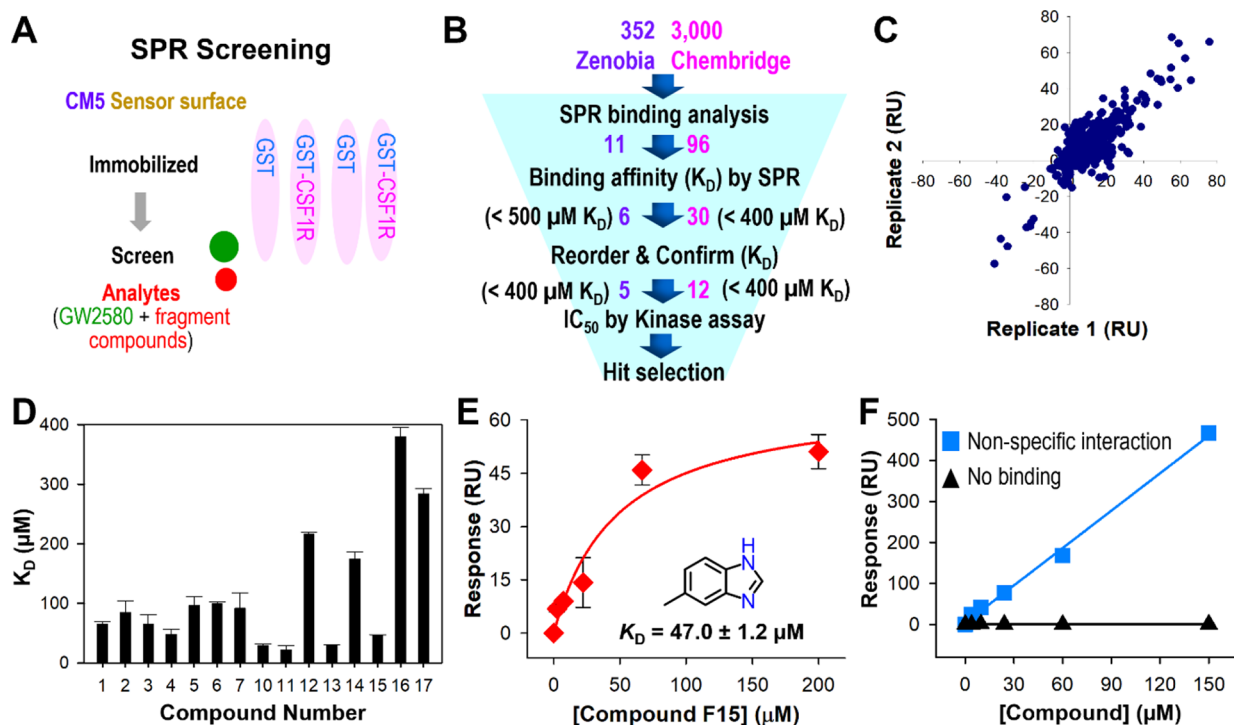 A
SPR Screening
CM5 Sensor surface
Immobilized
Screen
Analytes
(GW2580 + fragment
compounds)
GST
GST-CSF1R
GST
GST-CSF1R
B
352 3,000
Zenobia Chembridge
SPR binding analysis
11 96
Binding affinity (KD) by SPR
(< 500 µM KD) 6 30 (< 400 µM KD)
Reorder & Confirm (KD)
(< 400 µM KD) 5 12 (< 400 µM KD)
IC50 by Kinase assay
Hit selection
C
Replicate 2 (RU)
80
60
40
20
0
-20
-40
-60
-80
-80 -60 -40 -20 0 20 40 60 80
Replicate 1 (RU)
D
KD (µM)
400
300
200
100
0
1 2 3 4 5 6 7 10 11 12 13 14 15 16 17
Compound Number
E
Response (RU)
60
45
30
15
0
H
N
N
KD = 47.0 ± 1.2 µM
0 50 100 150 200
[Compound F15] (µM)
F
Response (RU)
500
400
300
200
100
0
Non-specific interaction
No binding
0 30 60 90 120 150
[Compound] (µM)